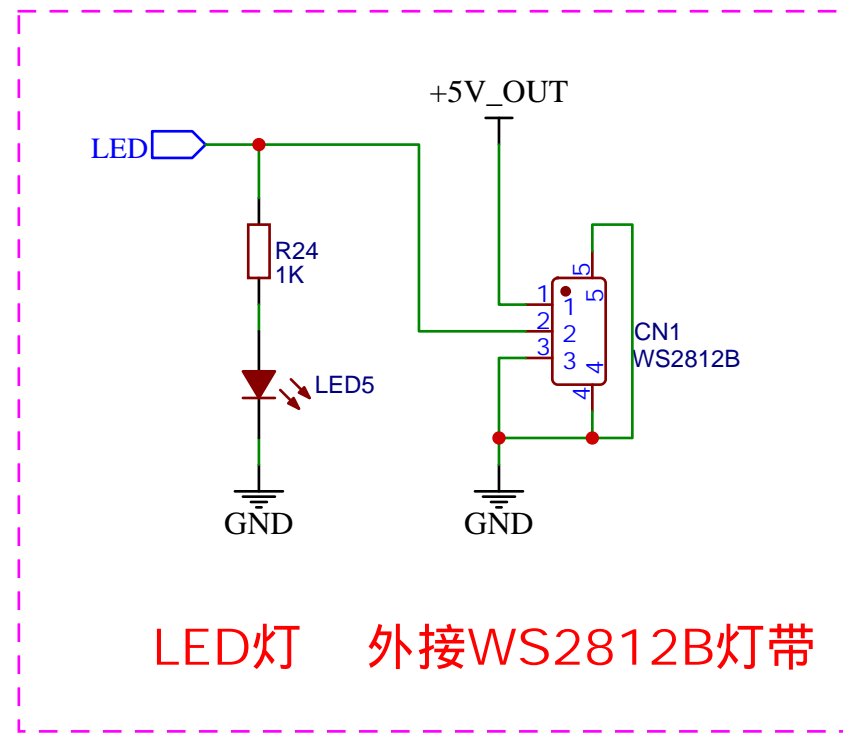 +5V_OUT
LED
R24
1K
LED5
GND
1
2
3
1
2
3
5
5
4
4
CN1
WS2812B
GND
LED灯 外接WS2812B灯带